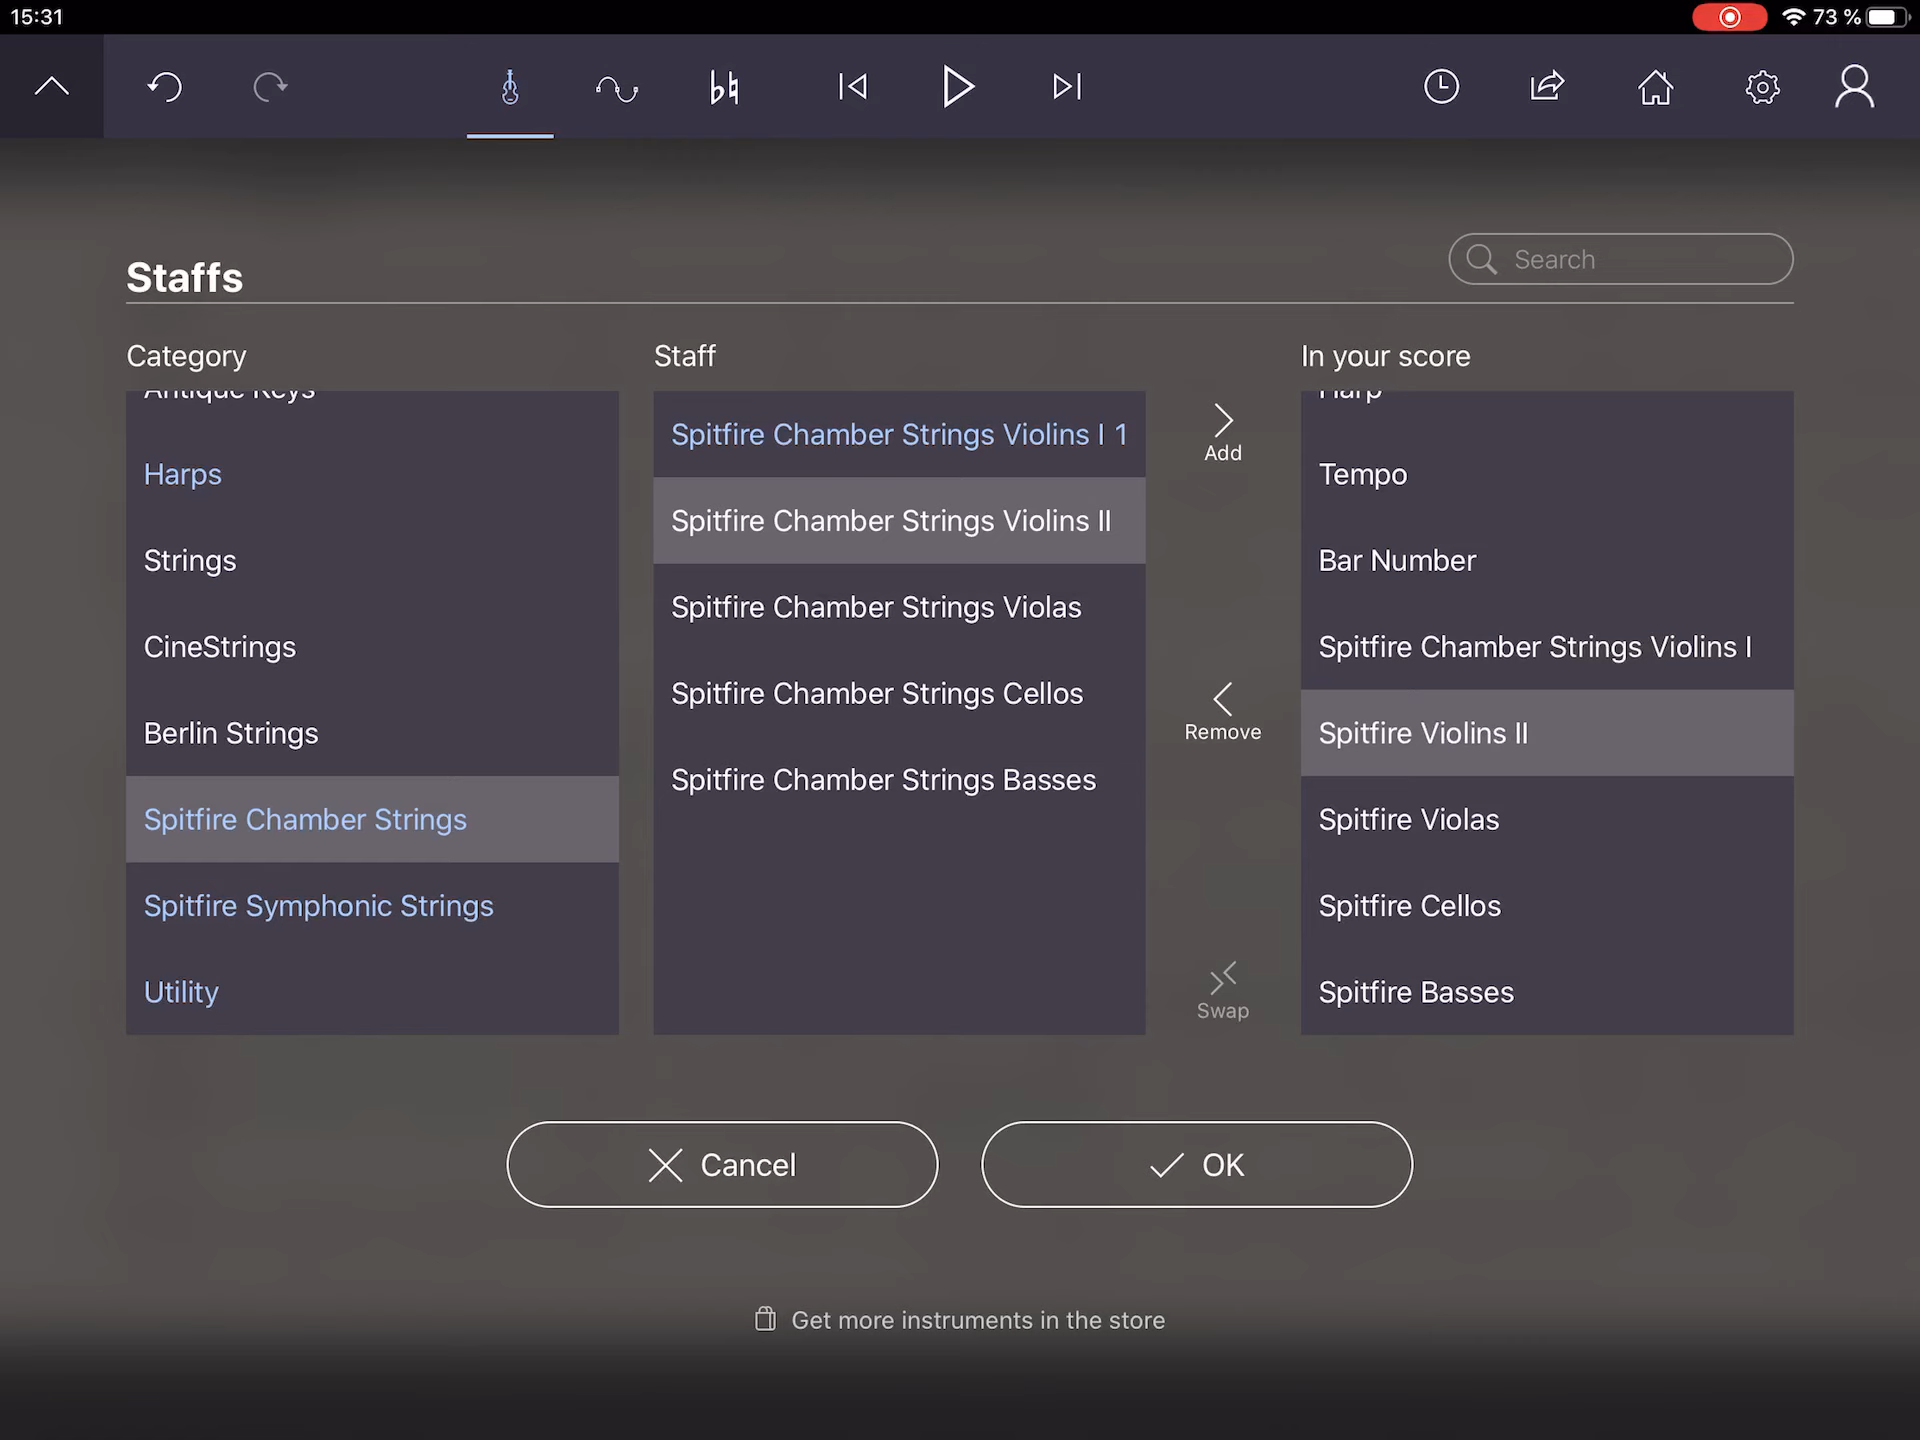 15:31
73 %
Staffs
Search
Category
Staff
In your score
Antique Keys
Harps
Strings
CineStrings
Berlin Strings
Spitfire Chamber Strings
Spitfire Symphonic Strings
Utility
Spitfire Chamber Strings Violins I 1
Spitfire Chamber Strings Violins II
Spitfire Chamber Strings Violas
Spitfire Chamber Strings Cellos
Spitfire Chamber Strings Basses
Add
Remove
Swap
Harp
Tempo
Bar Number
Spitfire Chamber Strings Violins I
Spitfire Violins II
Spitfire Violas
Spitfire Cellos
Spitfire Basses
Cancel
OK
Get more instruments in the store